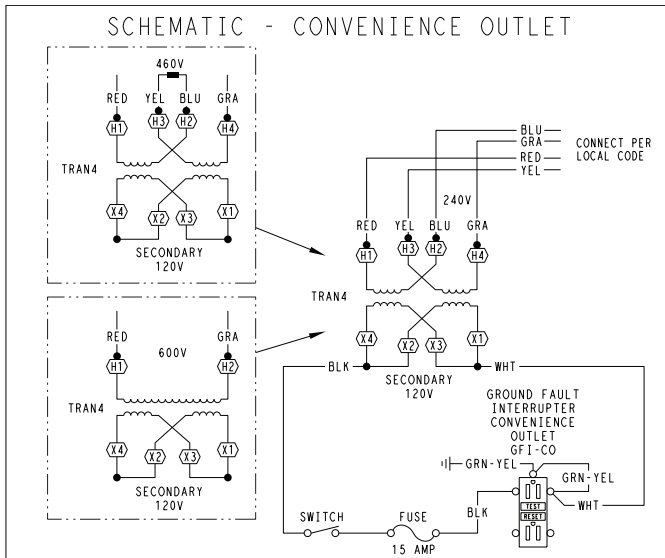 SCHEMATIC - CONVENIENCE OUTLET
460V
RED YEL BLU GRA
H1 H3 H2 H4
TRAN4
X4 X2 X3 X1
SECONDARY
120V
600V
RED GRA
H1 H2
TRAN4
X4 X2 X3 X1
SECONDARY
120V
BLU
GRA
RED
YEL
CONNECT PER
LOCAL CODE
240V
RED YEL BLU GRA
H1 H3 H2 H4
TRAN4
X4 X2 X3 X1
BLK WHT
SECONDARY
120V
GROUND FAULT
INTERRUPTER
CONVENIENCE
OUTLET
GFI-CO
GRN-YEL
GRN-YEL
WHT
BLK
TEST
RESET
SWITCH FUSE
15 AMP